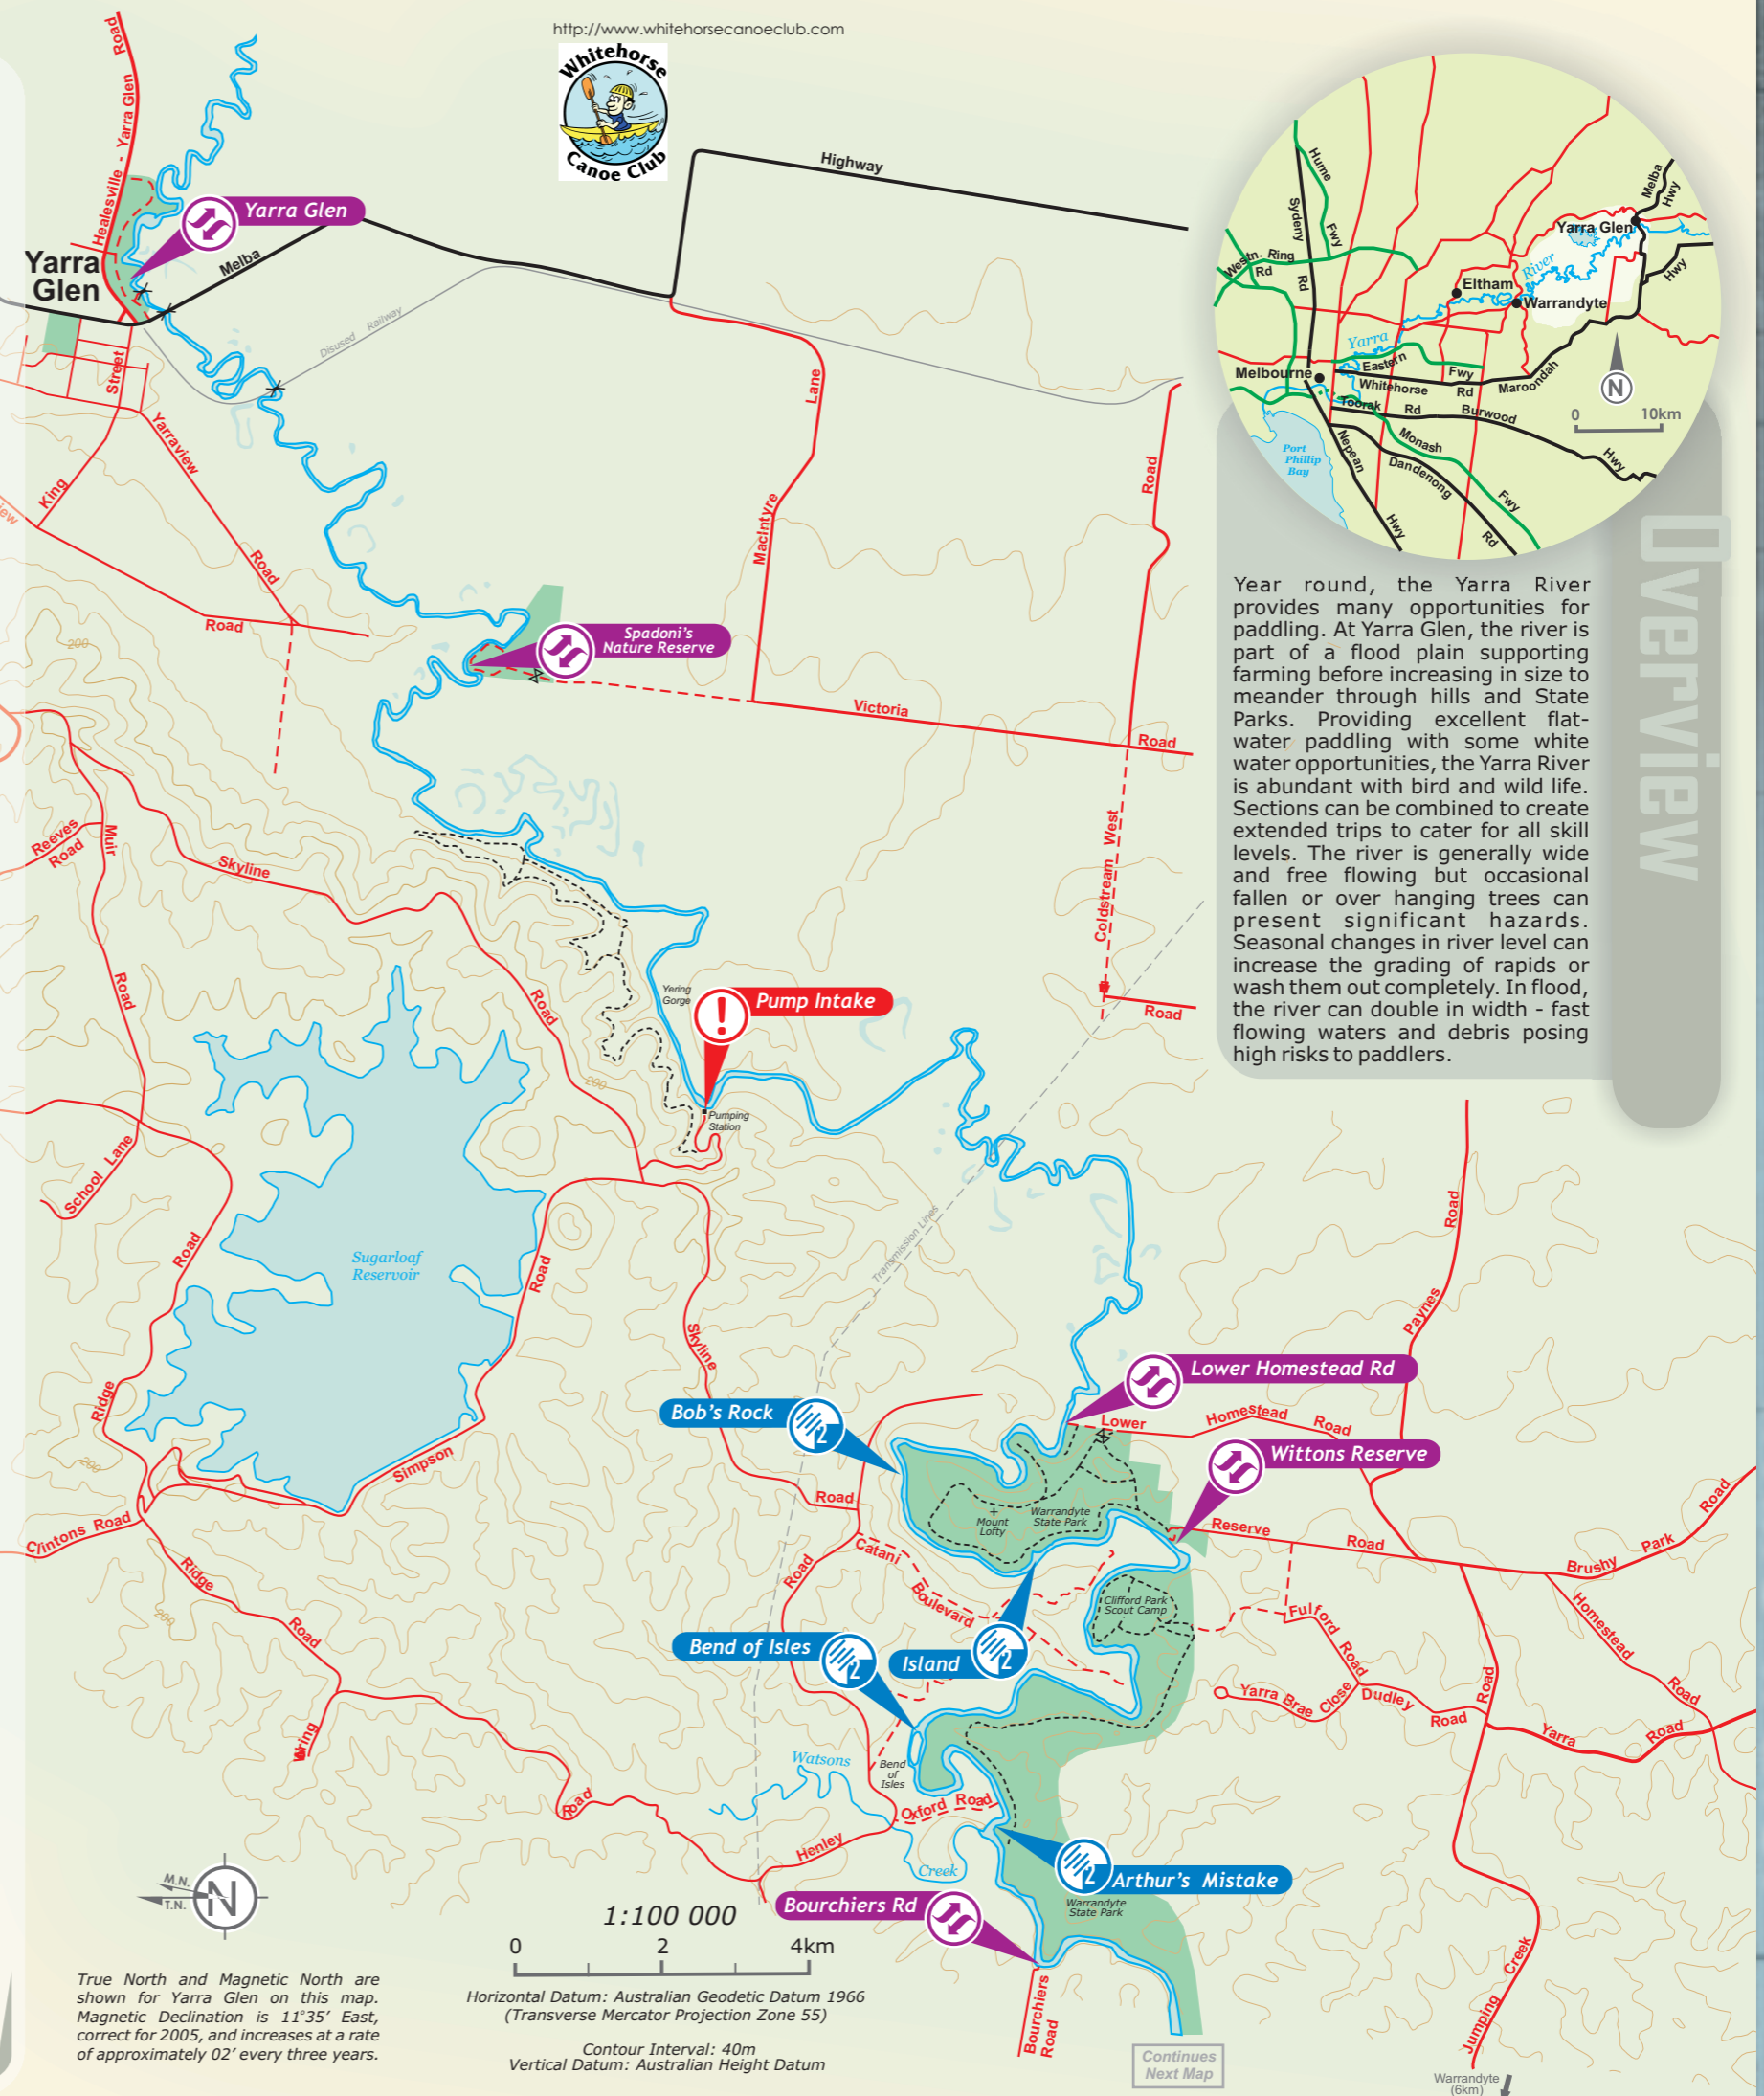 http://www.whitehorsecanoeclub.com
Whitehorse
Canoe Club
Healesville - Yarra Glen Road
Yarra Glen
Yarra
Glen
Melba
Highway
Disused Railway
Street
King
Yarraview
Road
Road
Lane
MacIntyre
Road
Spadoni's
Nature Reserve
Victoria
Road
200
Reeves
Road
Muir
Road
Skyline
Road
Coldstream West
Road
Yering
Gorge
Pump Intake
200
Pumping
Station
School Lane
Road
Ridge
Sugarloaf
Reservoir
Road
Simpson
Skyline
Road
Transmission Lines
Paynes
Road
Lower Homestead Rd
Lower
Homestead
Road
Bob's Rock
Wittons Reserve
Mount
Lofty
Warrandyte
State Park
Reserve
Road
Brushy
Park
Road
Homestead
Road
Clintons Road
200
Ridge
Road
200
Catani
Boulevard
Road
Clifford Park
Scout Camp
Fulford
Road
Bend of Isles
Island
Yarra Brae Close
Dudley
Road
Road
Yarra
Road
Road
Watsons
Bend
of
Isles
Oxford Road
Henley
Creek
Arthur's Mistake
Warrandyte
State Park
Bourchiers Rd
Bourchiers
Road
Jumping
Creek
Continues
Next Map
Warrandyte
(6km)
M.N.
T.N.
N
True North and Magnetic North are
shown for Yarra Glen on this map.
Magnetic Declination is 11°35' East,
correct for 2005, and increases at a rate
of approximately 02' every three years.
1:100 000
0 2 4km
Horizontal Datum: Australian Geodetic Datum 1966
(Transverse Mercator Projection Zone 55)
Contour Interval: 40m
Vertical Datum: Australian Height Datum
Hume
Fwy
Sydeny
Rd
Westn. Ring
Rd
Melba
Hwy
Yarra Glen
River
Eltham
Warrandyte
Hwy
Yarra
Eastern
Fwy
Melbourne
Whitehorse
Rd
Maroondah
Toorak
Rd
Burwood
Hwy
Monash
Fwy
Nepean
Hwy
Dandenong
Rd
Port
Phillip
Bay
N
0 10km
Overview
Year round, the Yarra River
provides many opportunities for
paddling. At Yarra Glen, the river is
part of a flood plain supporting
farming before increasing in size to
meander through hills and State
Parks. Providing excellent flat-
water paddling with some white
water opportunities, the Yarra River
is abundant with bird and wild life.
Sections can be combined to create
extended trips to cater for all skill
levels. The river is generally wide
and free flowing but occasional
fallen or over hanging trees can
present significant hazards.
Seasonal changes in river level can
increase the grading of rapids or
wash them out completely. In flood,
the river can double in width - fast
flowing waters and debris posing
high risks to paddlers.